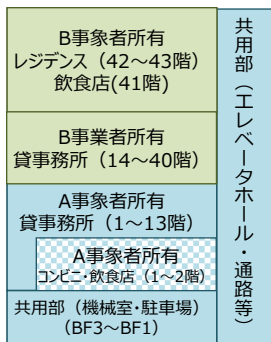 B事象者所有
レジデンス（42～43階）
飲食店(41階)
B事業者所有
貸事務所（14～40階）
A事象者所有
貸事務所（1～13階）
A事象者所有
コンビニ・飲食店（1～2階）
共用部（機械室・駐車場）
（BF3～BF1）
共用部（エレベータホール・通路等）